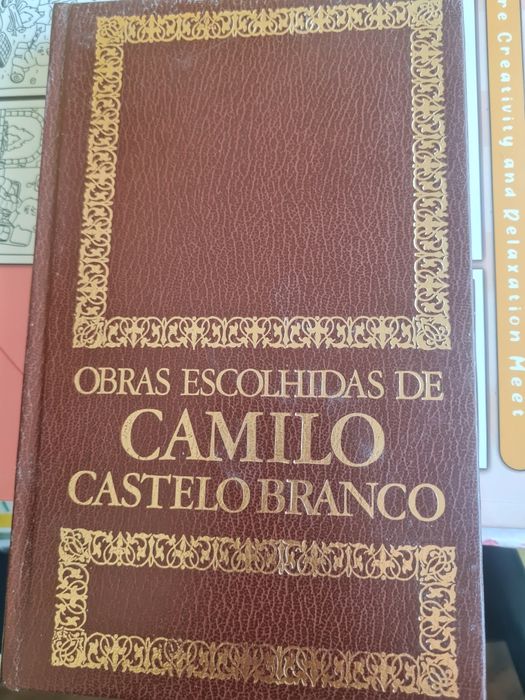 OBRAS ESCOLHIDAS DE
CAMILO
CASTELO BRANCO
re Creativity and Relaxation Meet